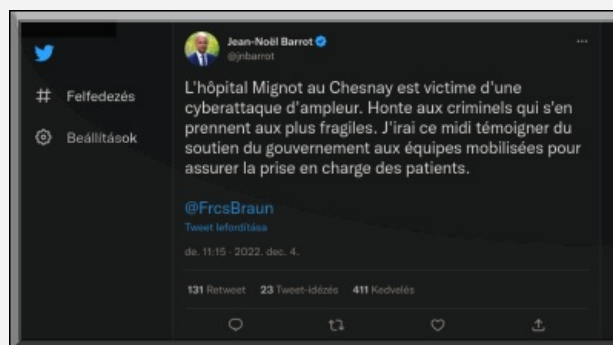 Jean-Noël Barrot
@jnbarrot
Felfedezés
Beállítások
L'hôpital Mignot au Chesnay est victime d'une
cyberattaque d'ampleur. Honte aux criminels qui s'en
prennent aux plus fragiles. J'irai ce midi témoigner du
soutien du gouvernement aux équipes mobilisées pour
assurer la prise en charge des patients.
@FrcsBraun
Tweet lefordítása
de. 11:15 · 2022. dec. 4.
131 Retweet 23 Tweet-idézés 411 Kedvelés